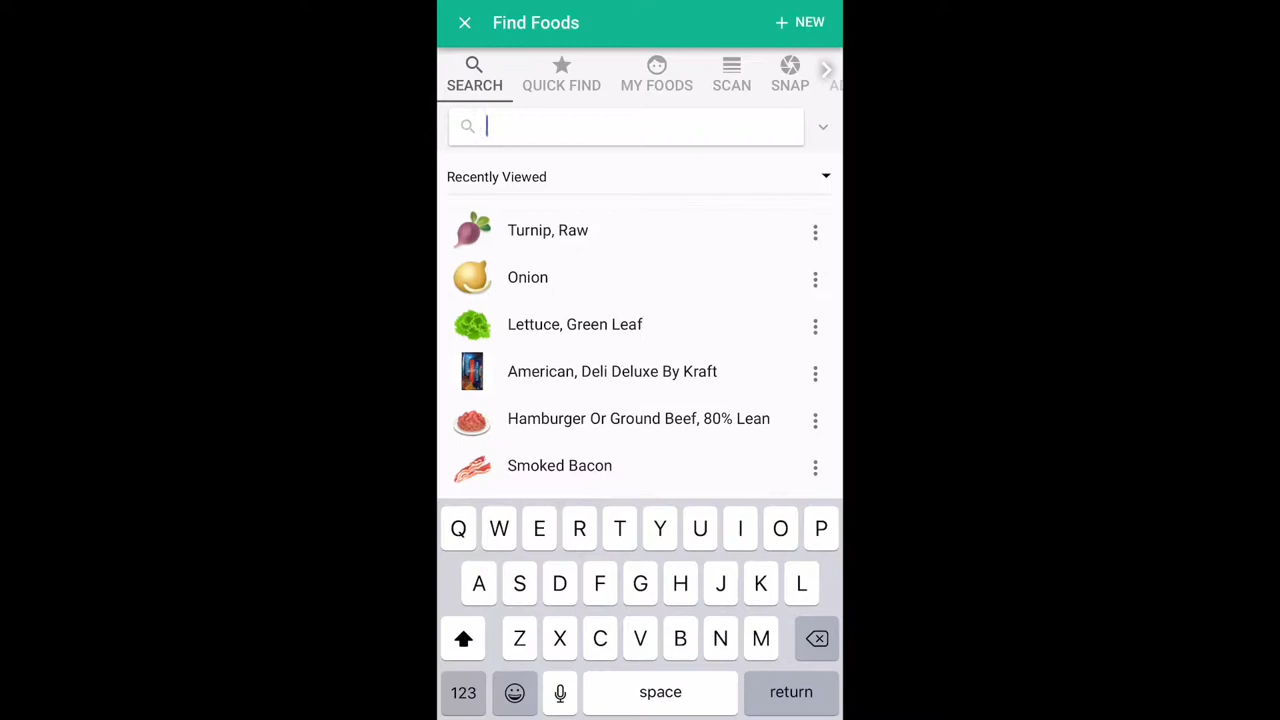 Find Foods
+ NEW
SEARCH QUICK FIND MY FOODS SCAN SNAP
Recently Viewed
Turnip, Raw
Onion
Lettuce, Green Leaf
American, Deli Deluxe By Kraft
Hamburger Or Ground Beef, 80% Lean
Smoked Bacon
Q W E R T Y U I O P
A S D F G H J K L
Z X C V B N M
123 space return